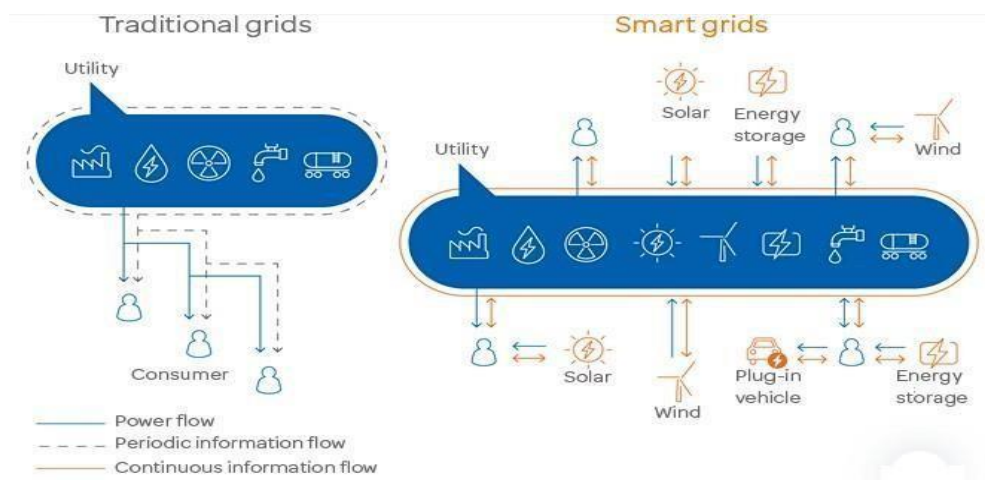 Traditional grids
Utility
Consumer
Power flow
Periodic information flow
Continuous information flow
Smart grids
Solar
Energy
storage
Wind
Utility
Solar
Wind
Plug-in
vehicle
Energy
storage